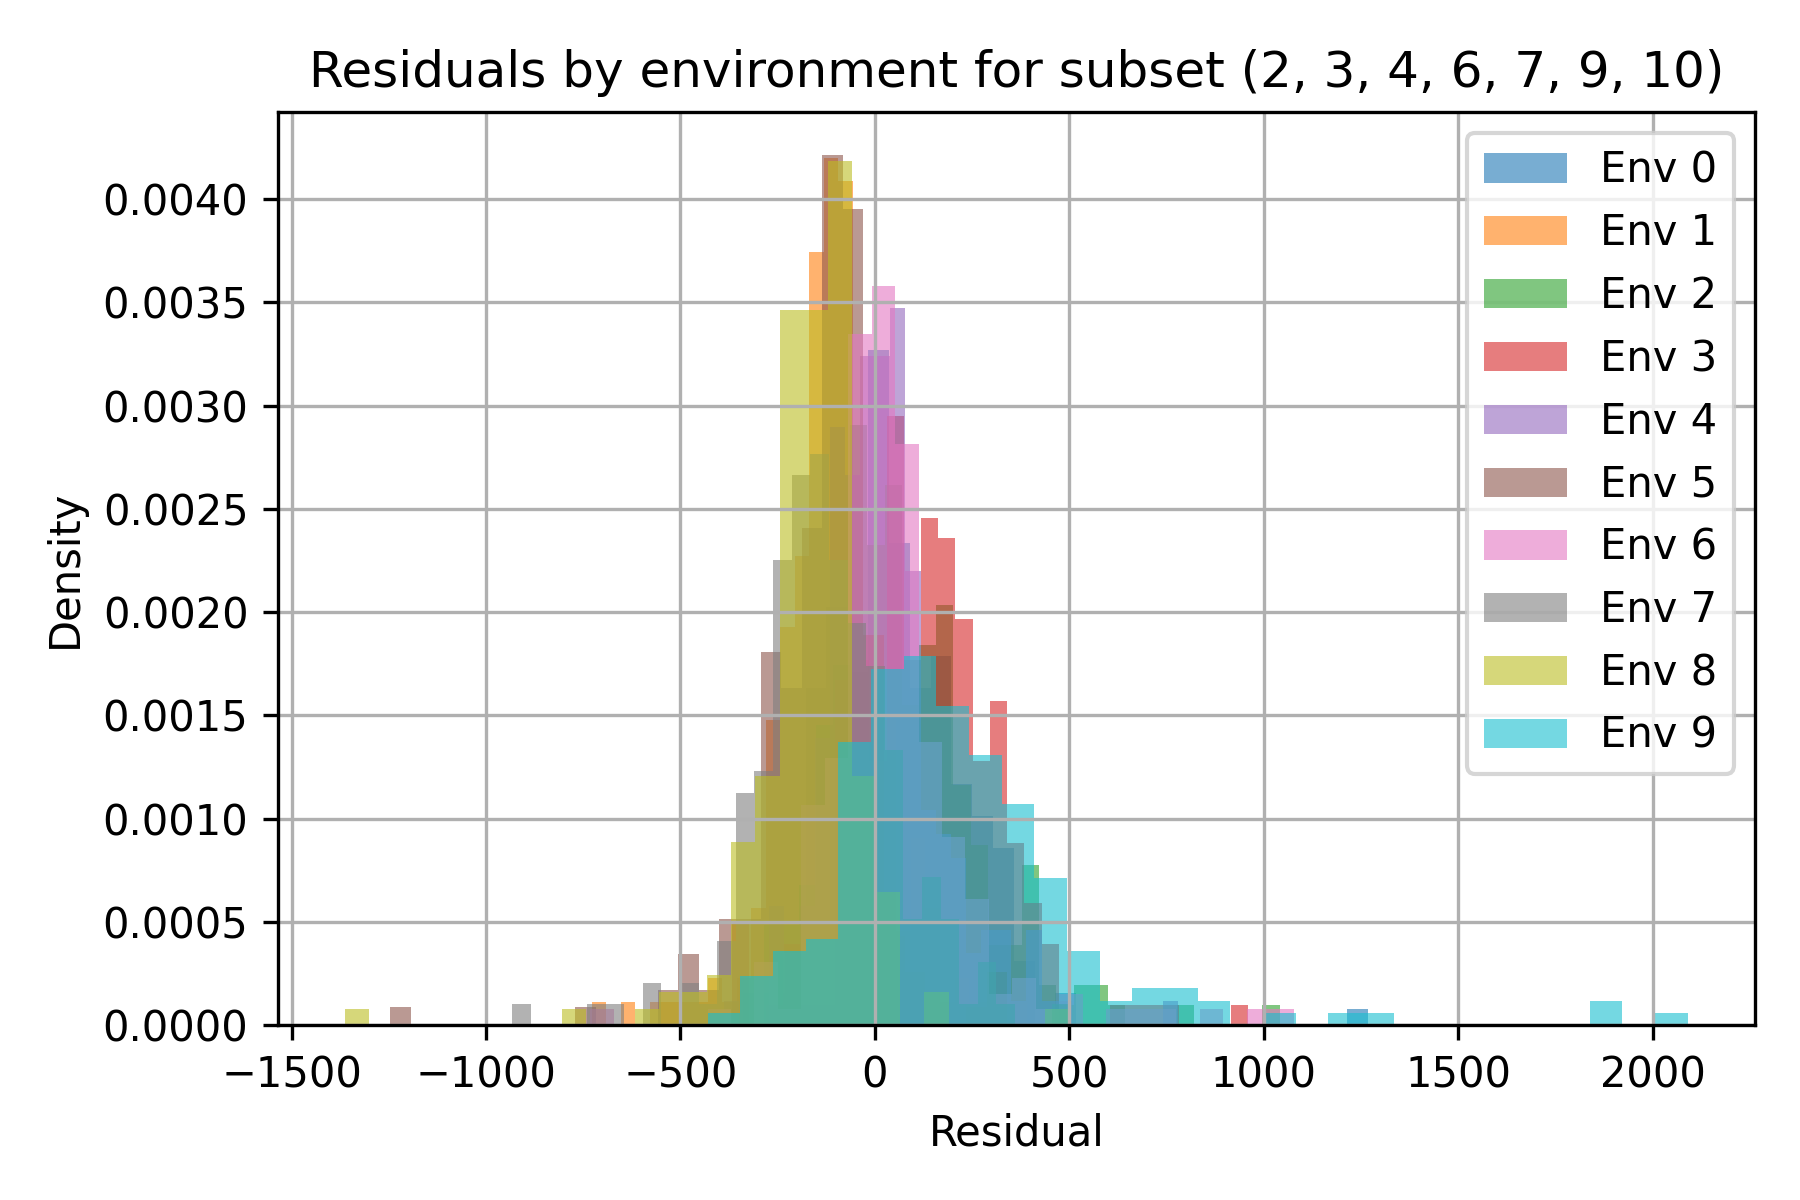 Residuals by environment for subset (2, 3, 4, 6, 7, 9, 10)
Density
0.0040
0.0035
0.0030
0.0025
0.0020
0.0015
0.0010
0.0005
0.0000
−1500 −1000 −500 0 500 1000 1500 2000
Residual
Env 0
Env 1
Env 2
Env 3
Env 4
Env 5
Env 6
Env 7
Env 8
Env 9